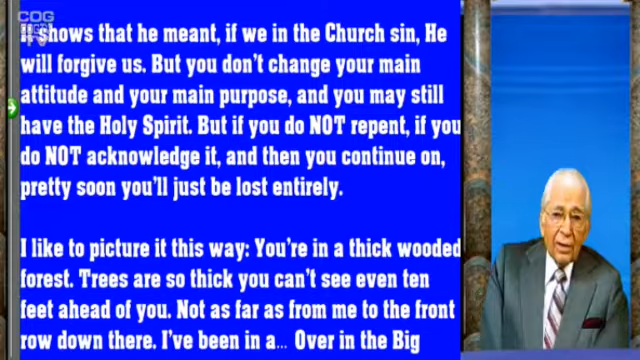 COG
It shows that he meant, if we in the Church sin, He
will forgive us. But you don't change your main
attitude and your main purpose, and you may still
have the Holy Spirit. But if you do NOT repent, if you
do NOT acknowledge it, and then you continue on,
pretty soon you'll just be lost entirely.
I like to picture it this way: You're in a thick wooded
forest. Trees are so thick you can't see even ten
feet ahead of you. Not as far as from me to the front
row down there. I've been in a... Over in the Big